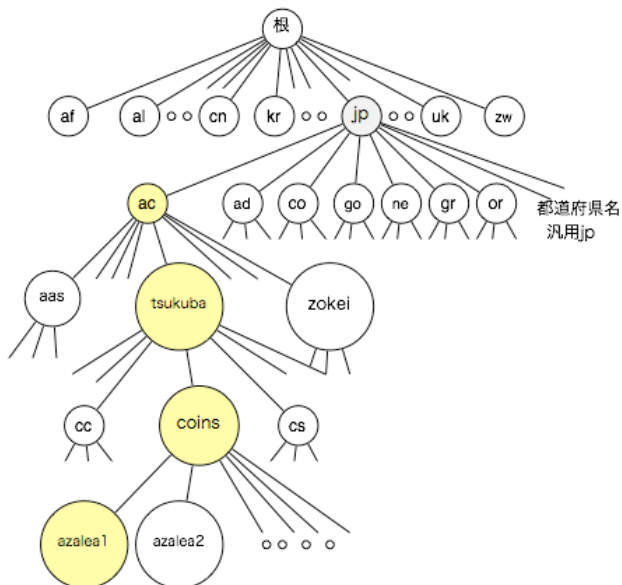 根
af
al
cn
kr
jp
uk
zw
ac
ad
co
go
ne
gr
or
都道府県名
汎用jp
aas
tsukuba
zokei
cc
coins
cs
azalea1
azalea2